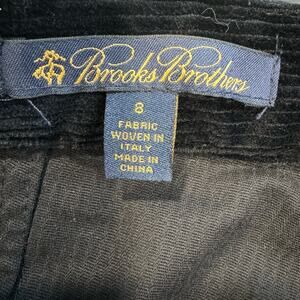 Brooks Brothers
8
FABRIC
WOVEN IN
ITALY
MADE IN
CHINA